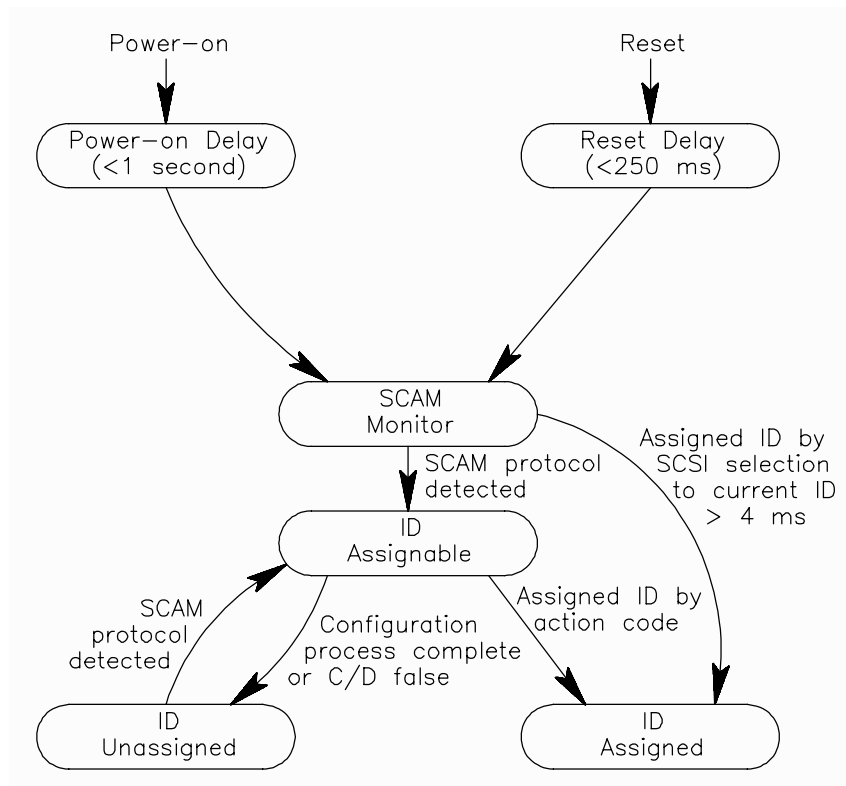 Power-on
Reset
Power-on Delay
(<1 second)
Reset Delay
(<250 ms)
SCAM
Monitor
Assigned ID by
SCSI selection
to current ID
> 4 ms
SCAM protocol
detected
ID
Assignable
SCAM
protocol
detected
Configuration
process complete
or C/D false
Assigned ID by
action code
ID
Unassigned
ID
Assigned